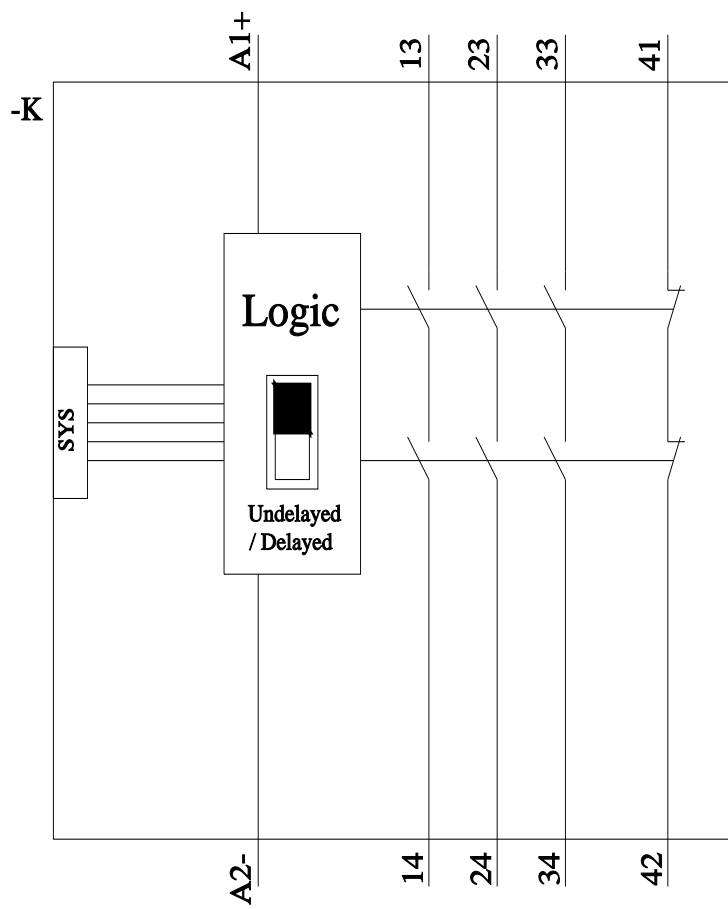 A1+
13
23
33
41
-K
Logic
SYS
Undelayed
/ Delayed
A2-
14
24
34
42